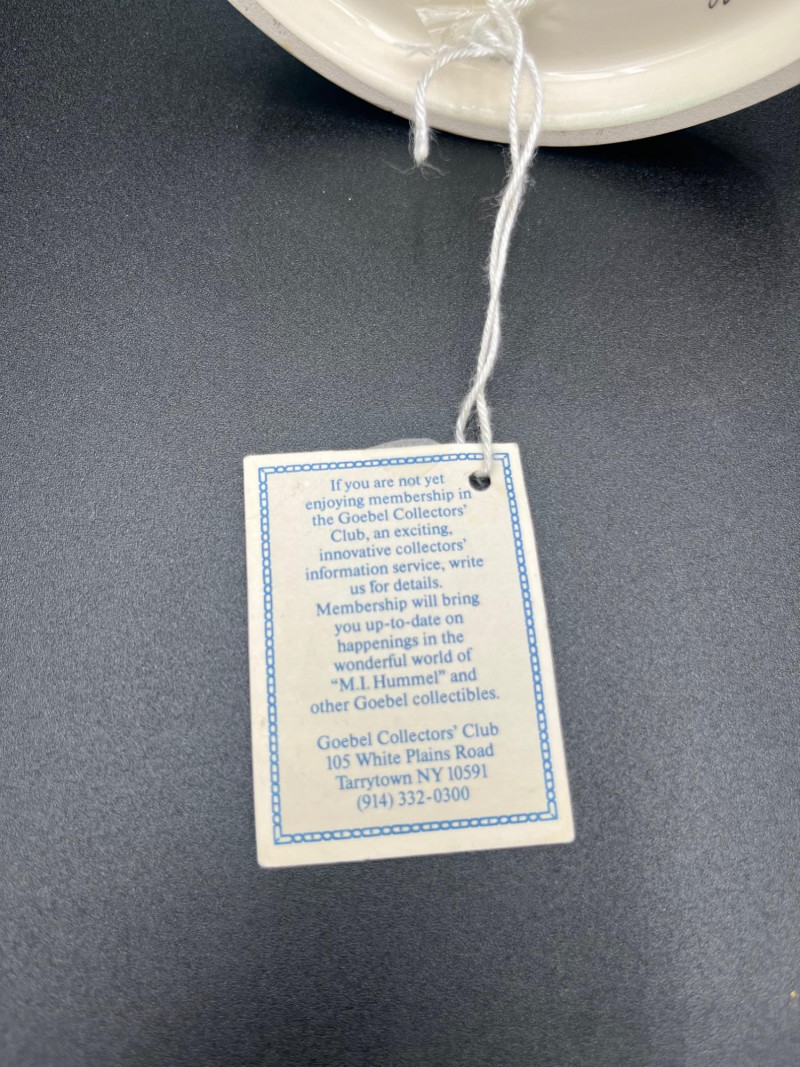 If you are not yet
enjoying membership in
the Goebel Collectors'
Club, an exciting,
innovative collectors'
information service, write
us for details.
Membership will bring
you up-to-date on
happenings in the
wonderful world of
"M.I. Hummel" and
other Goebel collectibles.
Goebel Collectors' Club
105 White Plains Road
Tarrytown NY 10591
(914) 332-0300